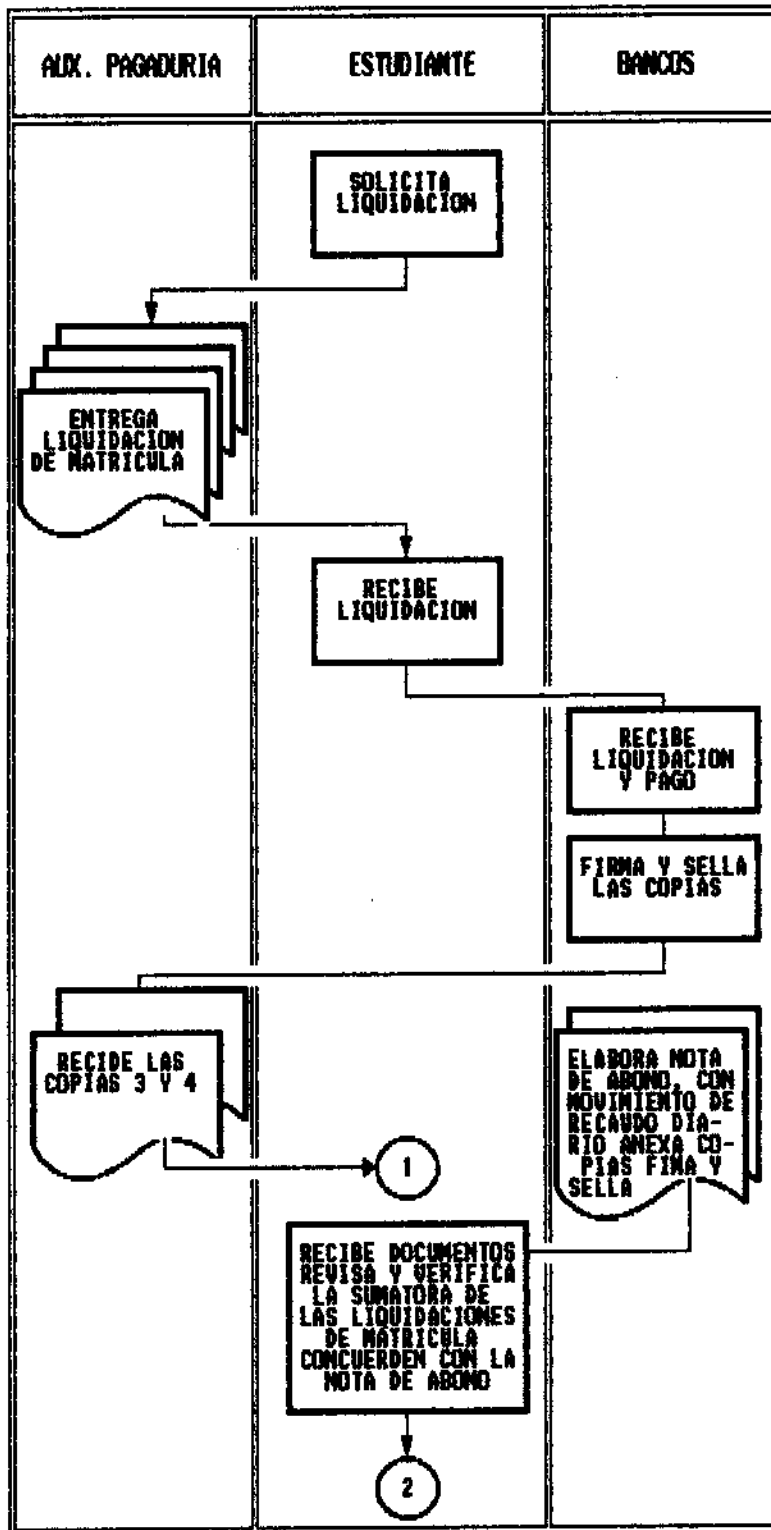 AUX. PAGADURIA
ESTUDIANTE
BANCOS
SOLICITA
LIQUIDACION
ENTREGA
LIQUIDACION
DE MATRICULA
RECIBE
LIQUIDACION
RECIBE
LIQUIDACION
Y PAGO
FIRMA Y SELLA
LAS COPIAS
RECIDE LAS
COPIAS 3 Y 4
ELABORA NOTA
DE ABONO, CON
MOVIMIENTO DE
RECAUDO DIA-
RIO ANEXA CO-
PIAS FIMA Y
SELLA
1
RECIBE DOCUMENTOS
REVISA Y VERIFICA
LA SUMATORA DE
LAS LIQUIDACIONES
DE MATRICULA
CONCUERDEN CON LA
NOTA DE ABONO
2